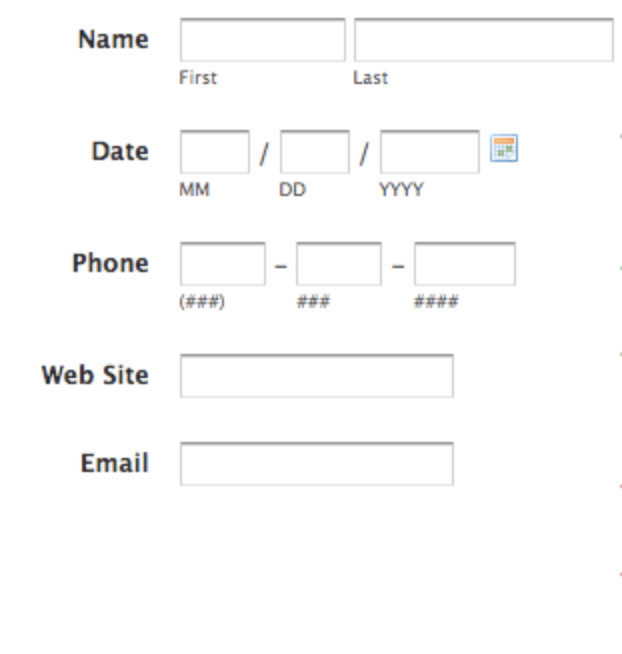 Name
First Last
Date / /
MM DD YYYY
Phone – –
(###) ### ####
Web Site
Email